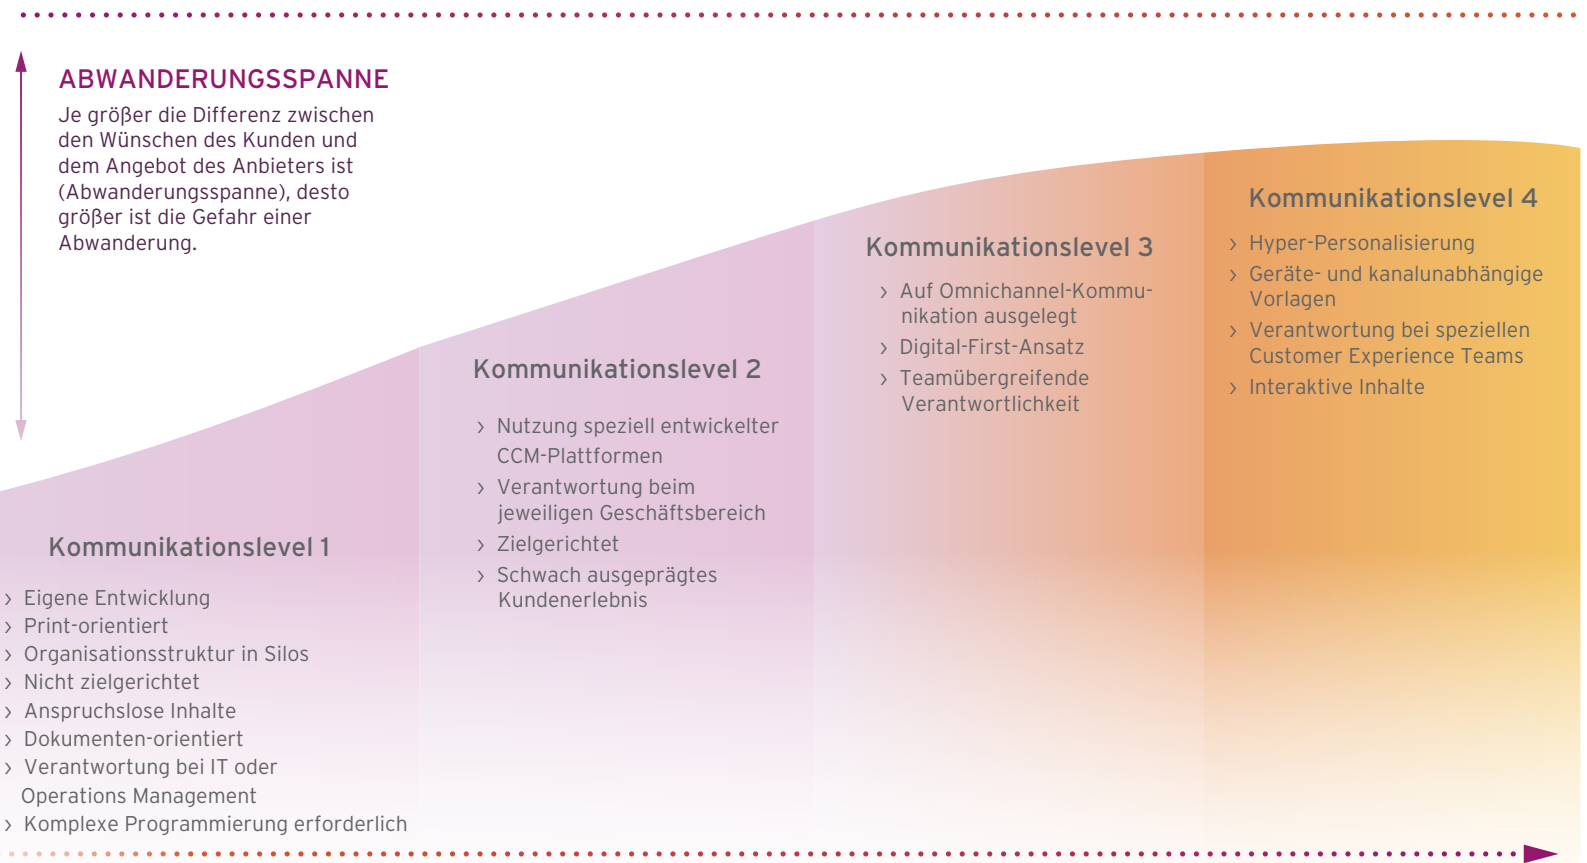 ABWANDERUNGSSPANNE
Je größer die Differenz zwischen
den Wünschen des Kunden und
dem Angebot des Anbieters ist
(Abwanderungsspanne), desto
größer ist die Gefahr einer
Abwanderung.
Kommunikationslevel 1
› Eigene Entwicklung
› Print-orientiert
› Organisationsstruktur in Silos
› Nicht zielgerichtet
› Anspruchslose Inhalte
› Dokumenten-orientiert
› Verantwortung bei IT oder
Operations Management
› Komplexe Programmierung erforderlich
Kommunikationslevel 2
› Nutzung speziell entwickelter
CCM-Plattformen
› Verantwortung beim
jeweiligen Geschäftsbereich
› Zielgerichtet
› Schwach ausgeprägtes
Kundenerlebnis
Kommunikationslevel 3
› Auf Omnichannel-Kommu-
nikation ausgelegt
› Digital-First-Ansatz
› Teamübergreifende
Verantwortlichkeit
Kommunikationslevel 4
› Hyper-Personalisierung
› Geräte- und kanalunabhängige
Vorlagen
› Verantwortung bei speziellen
Customer Experience Teams
› Interaktive Inhalte